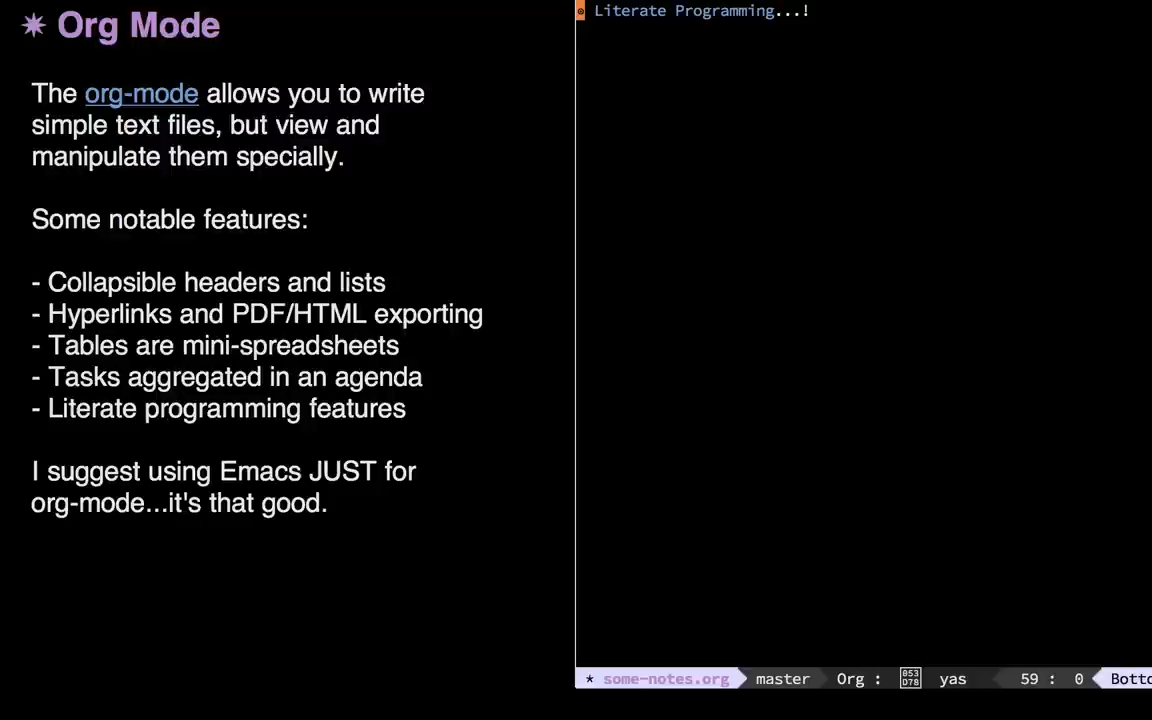 ✷ Org Mode
The org-mode allows you to write
simple text files, but view and
manipulate them specially.
Some notable features:
- Collapsible headers and lists
- Hyperlinks and PDF/HTML exporting
- Tables are mini-spreadsheets
- Tasks aggregated in an agenda
- Literate programming features
I suggest using Emacs JUST for
org-mode...it's that good.
Literate Programming...!
* some-notes.org master Org : 053 D78 yas 59 : 0 Botto